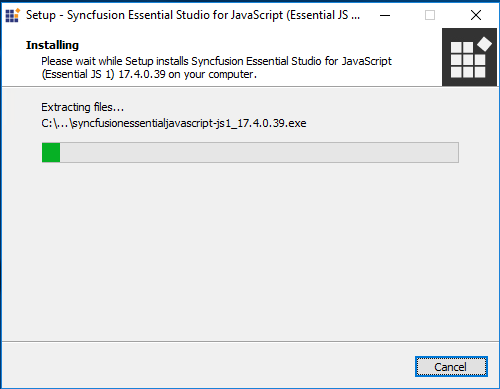 Setup - Syncfusion Essential Studio for JavaScript (Essential JS ...
Installing
Please wait while Setup installs Syncfusion Essential Studio for JavaScript
(Essential JS 1) 17.4.0.39 on your computer.
Extracting files...
C:\...\syncfusionessentialjavascript-js1_17.4.0.39.exe
Cancel